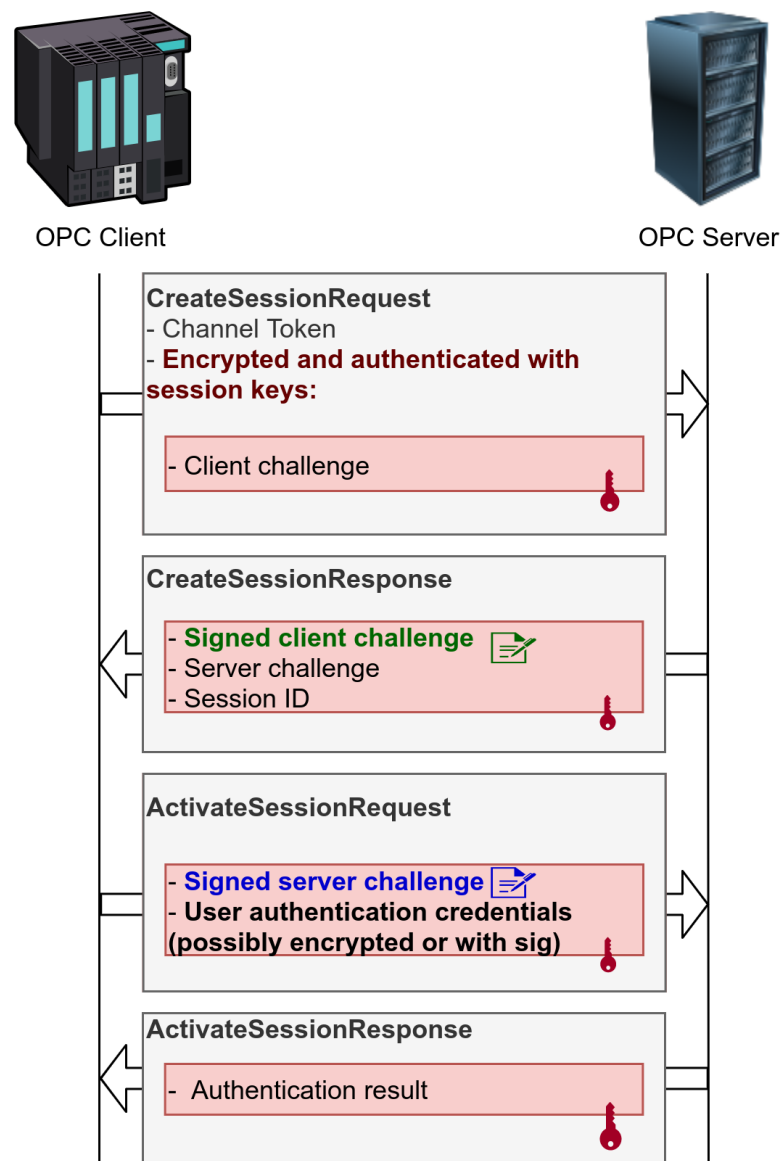 OPC Client
OPC Server
CreateSessionRequest
- Channel Token
- Encrypted and authenticated with
session keys:
- Client challenge
CreateSessionResponse
- Signed client challenge
- Server challenge
- Session ID
ActivateSessionRequest
- Signed server challenge
- User authentication credentials
(possibly encrypted or with sig)
ActivateSessionResponse
- Authentication result